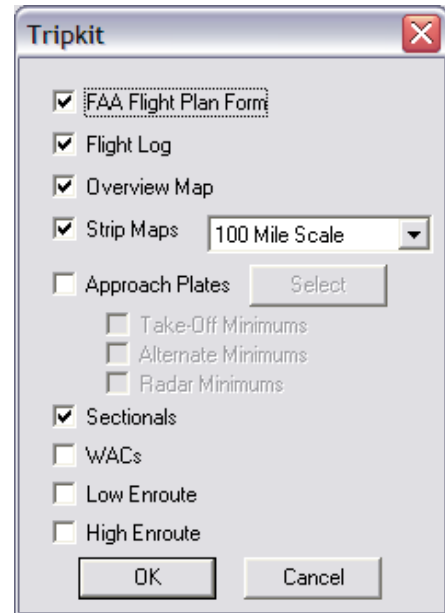 Tripkit
FAA Flight Plan Form
Flight Log
Overview Map
Strip Maps 100 Mile Scale
Approach Plates Select
Take-Off Minimums
Alternate Minimums
Radar Minimums
Sectionals
WACs
Low Enroute
High Enroute
OK Cancel